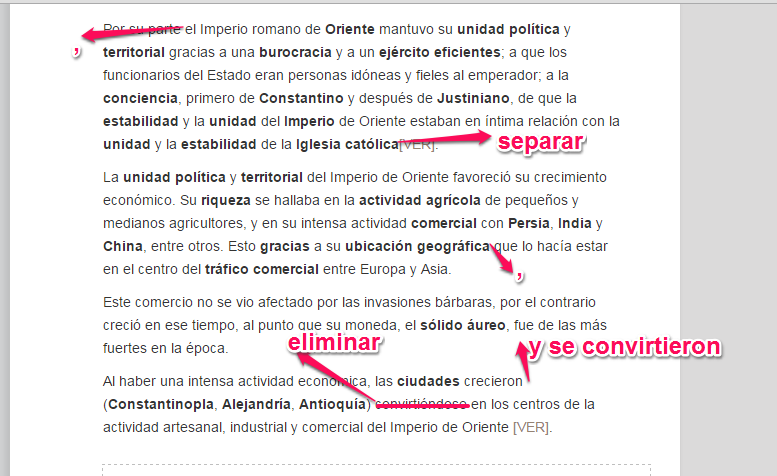 Por su parte el Imperio romano de Oriente mantuvo su unidad política y
,
territorial gracias a una burocracia y a un ejército eficientes; a que los
funcionarios del Estado eran personas idóneas y fieles al emperador; a la
conciencia, primero de Constantino y después de Justiniano, de que la
estabilidad y la unidad del Imperio de Oriente estaban en íntima relación con la
unidad y la estabilidad de la Iglesia católica[VER].
separar
La unidad política y territorial del Imperio de Oriente favoreció su crecimiento
económico. Su riqueza se hallaba en la actividad agrícola de pequeños y
medianos agricultores, y en su intensa actividad comercial con Persia, India y
China, entre otros. Esto gracias a su ubicación geográfica que lo hacía estar
en el centro del tráfico comercial entre Europa y Asia.
,
Este comercio no se vio afectado por las invasiones bárbaras, por el contrario
creció en ese tiempo, al punto que su moneda, el sólido áureo, fue de las más
eliminar
y se convirtieron
fuertes en la época.
Al haber una intensa actividad económica, las ciudades crecieron
(Constantinopla, Alejandría, Antioquía) convirtiéndose en los centros de la
actividad artesanal, industrial y comercial del Imperio de Oriente [VER].